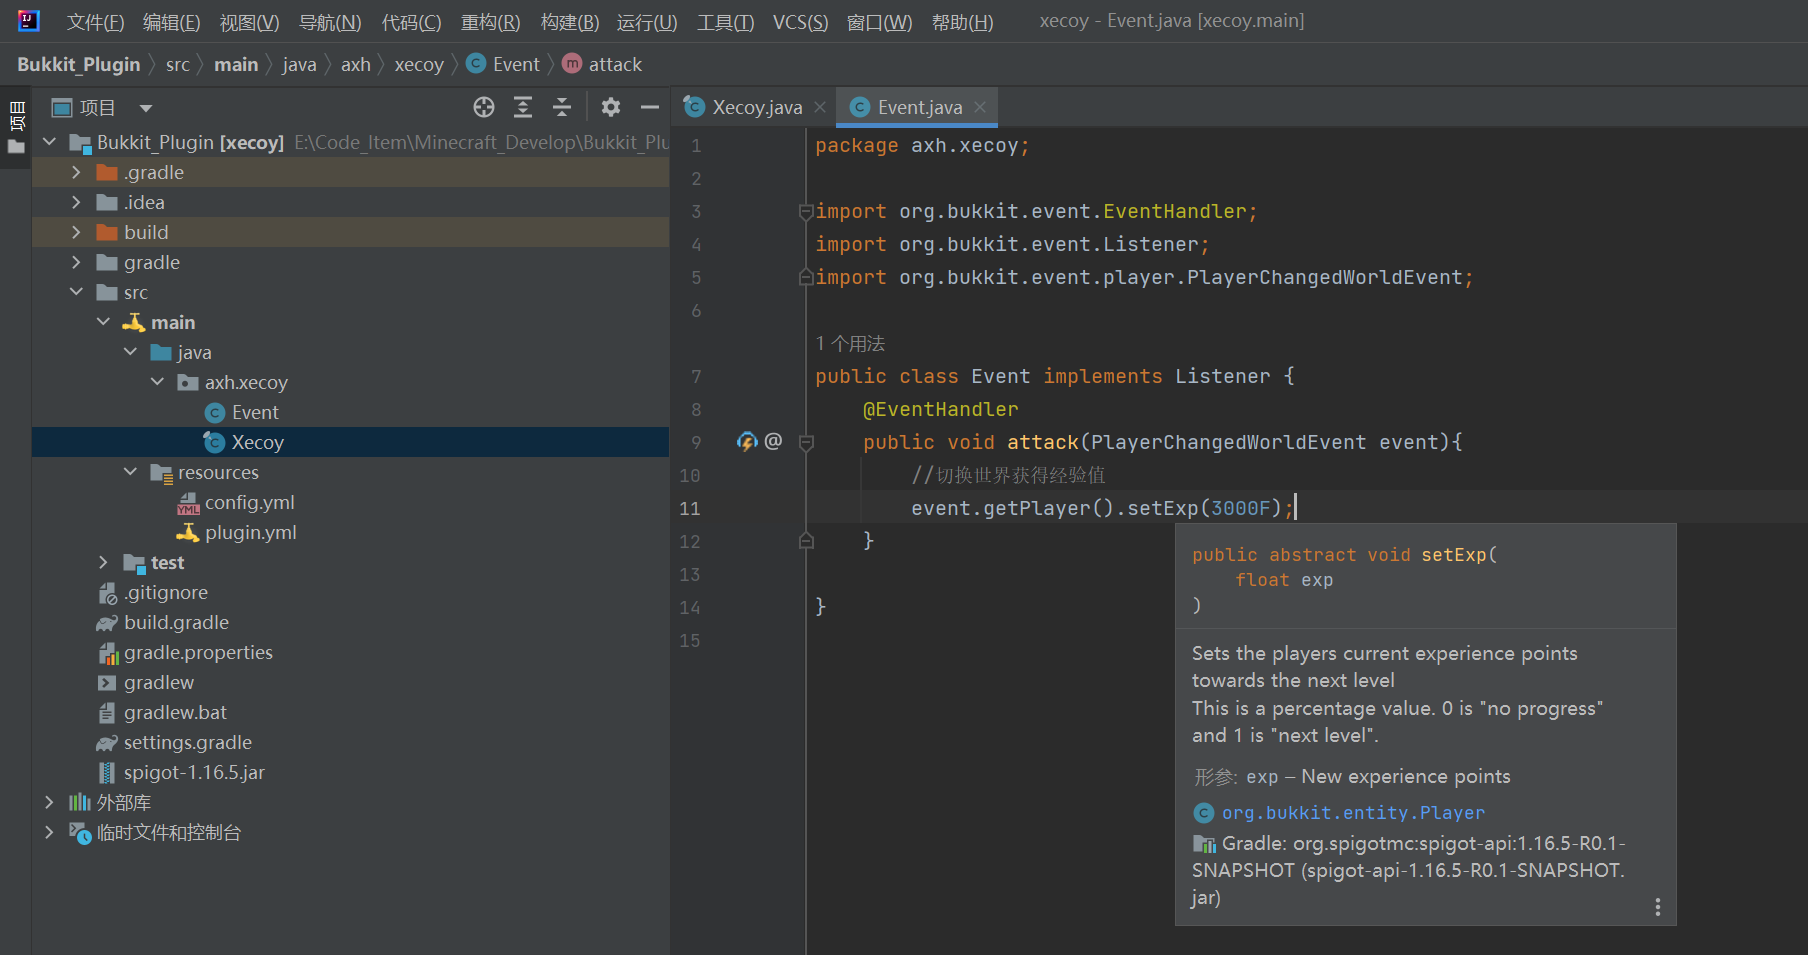 文件(F) 编辑(E) 视图(V) 导航(N) 代码(C) 重构(R) 构建(B) 运行(U) 工具(T) VCS(S) 窗口(W) 帮助(H) xecoy - Event.java [xecoy.main]
Bukkit_Plugin src main java axh xecoy Event attack
项目
项目
Bukkit_Plugin [xecoy] E:\Code_Item\Minecraft_Develop\Bukkit_Plu
.gradle
.idea
build
gradle
src
main
java
axh.xecoy
Event
Xecoy
resources
config.yml
plugin.yml
test
.gitignore
build.gradle
gradle.properties
gradlew
gradlew.bat
settings.gradle
spigot-1.16.5.jar
外部库
临时文件和控制台
Xecoy.java Event.java
1 package axh.xecoy;
2
3 import org.bukkit.event.EventHandler;
4 import org.bukkit.event.Listener;
5 import org.bukkit.event.player.PlayerChangedWorldEvent;
6
1 个用法
7 public class Event implements Listener {
8 @EventHandler
9 @ public void attack(PlayerChangedWorldEvent event){
10 //切换世界获得经验值
11 event.getPlayer().setExp(3000F);
12 }
13
14 }
15
public abstract void setExp(
float exp
)
Sets the players current experience points
towards the next level
This is a percentage value. 0 is "no progress"
and 1 is "next level".
形参: exp – New experience points
org.bukkit.entity.Player
Gradle: org.spigotmc:spigot-api:1.16.5-R0.1-
SNAPSHOT (spigot-api-1.16.5-R0.1-SNAPSHOT.
jar)